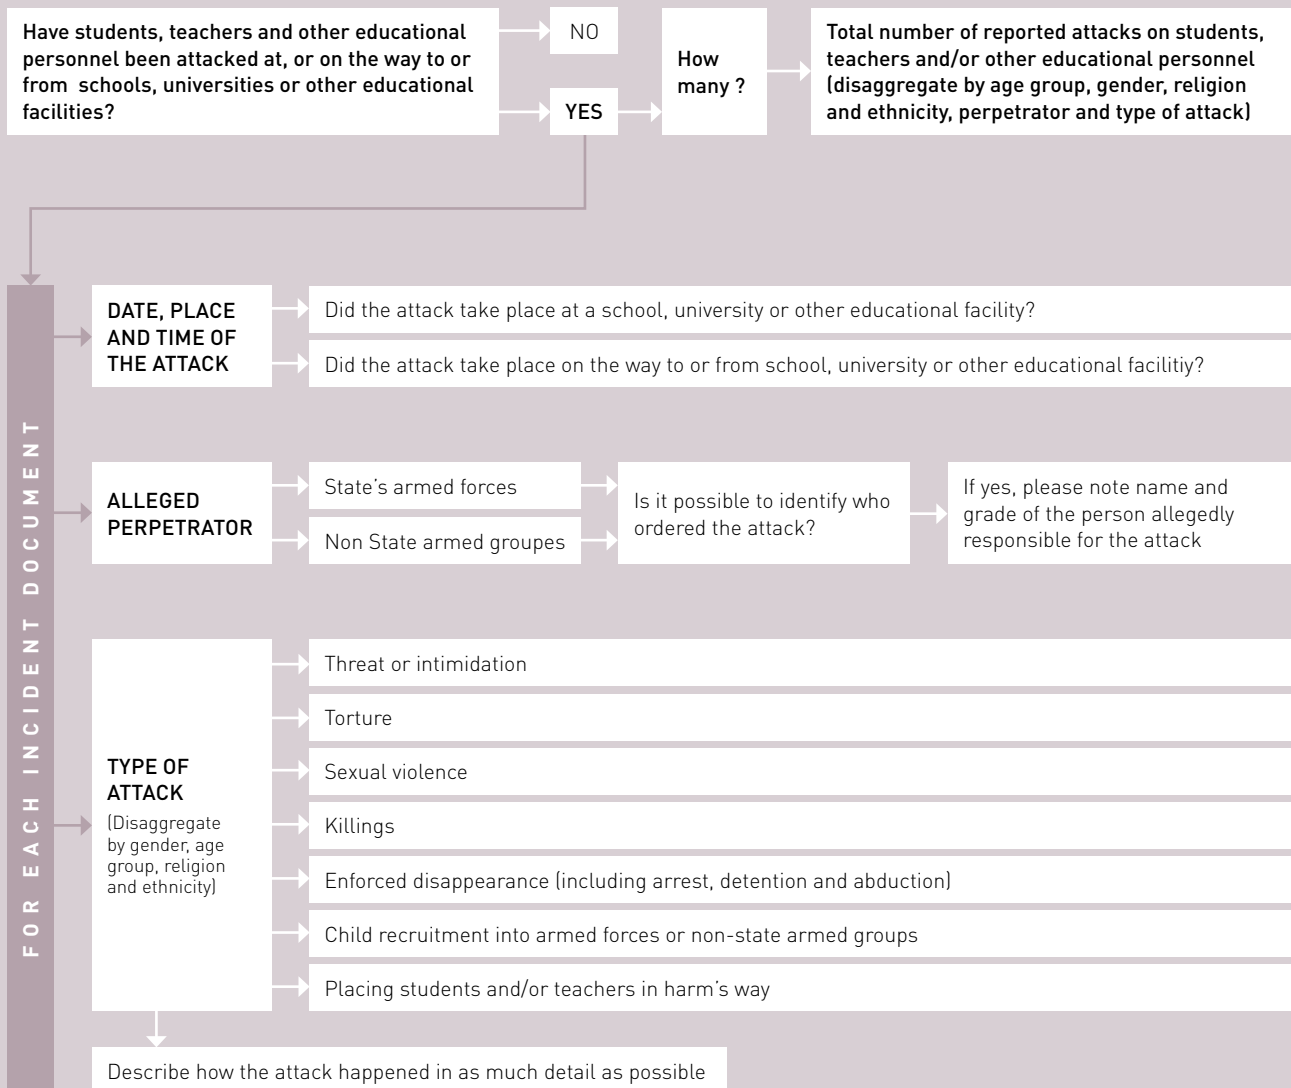 Have students, teachers and other educational
personnel been attacked at, or on the way to or
from schools, universities or other educational
facilities?
NO
YES
How
many ?
Total number of reported attacks on students,
teachers and/or other educational personnel
(disaggregate by age group, gender, religion
and ethnicity, perpetrator and type of attack)
FOR EACH INCIDENT DOCUMENT
DATE, PLACE
AND TIME OF
THE ATTACK
Did the attack take place at a school, university or other educational facility?
Did the attack take place on the way to or from school, university or other educational facilitiy?
ALLEGED
PERPETRATOR
State's armed forces
Non State armed groupes
Is it possible to identify who
ordered the attack?
If yes, please note name and
grade of the person allegedly
responsible for the attack
TYPE OF
ATTACK
(Disaggregate
by gender, age
group, religion
and ethnicity)
Threat or intimidation
Torture
Sexual violence
Killings
Enforced disappearance (including arrest, detention and abduction)
Child recruitment into armed forces or non-state armed groups
Placing students and/or teachers in harm's way
Describe how the attack happened in as much detail as possible